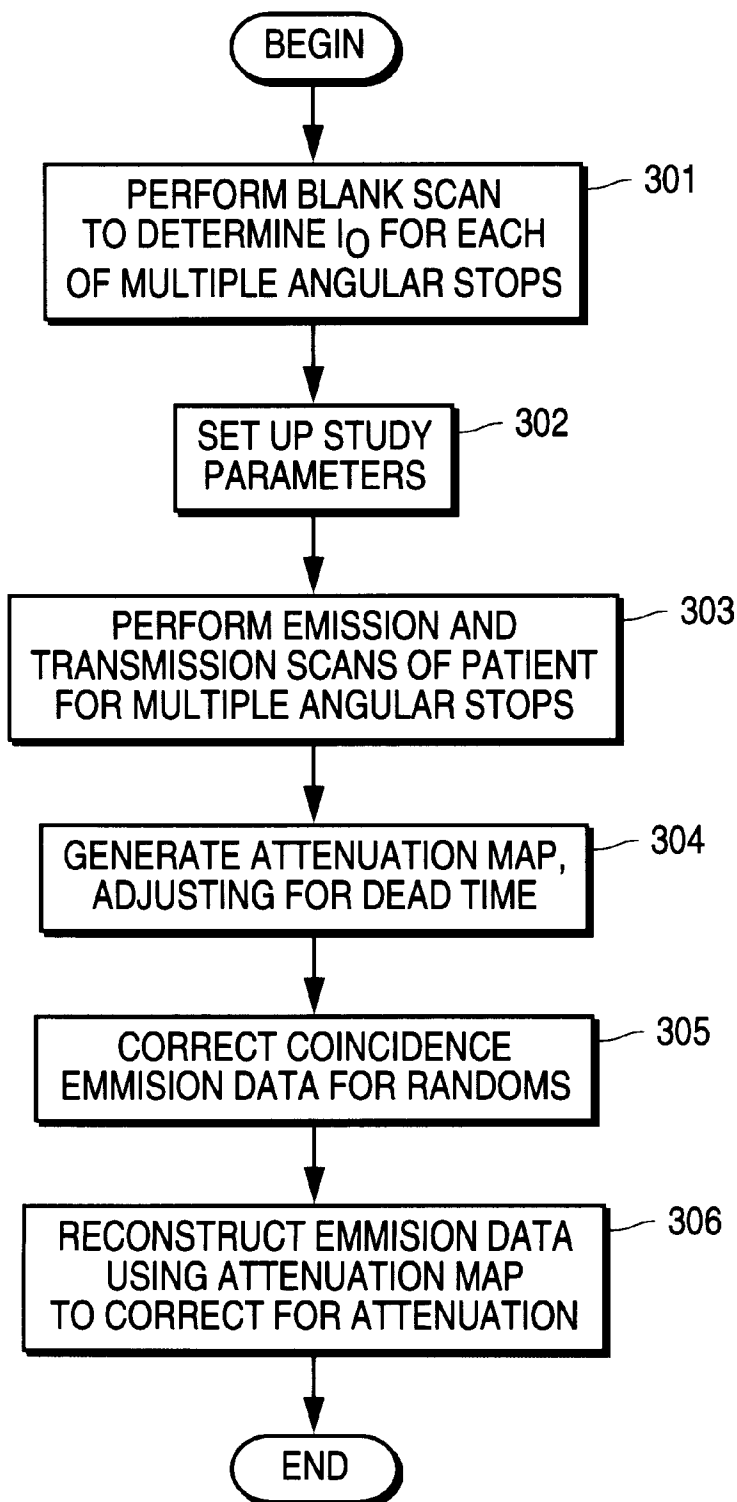 BEGIN
PERFORM BLANK SCAN
TO DETERMINE IO FOR EACH
OF MULTIPLE ANGULAR STOPS
301
SET UP STUDY
PARAMETERS
302
PERFORM EMISSION AND
TRANSMISSION SCANS OF PATIENT
FOR MULTIPLE ANGULAR STOPS
303
GENERATE ATTENUATION MAP,
ADJUSTING FOR DEAD TIME
304
CORRECT COINCIDENCE
EMMISION DATA FOR RANDOMS
305
RECONSTRUCT EMMISION DATA
USING ATTENUATION MAP
TO CORRECT FOR ATTENUATION
306
END